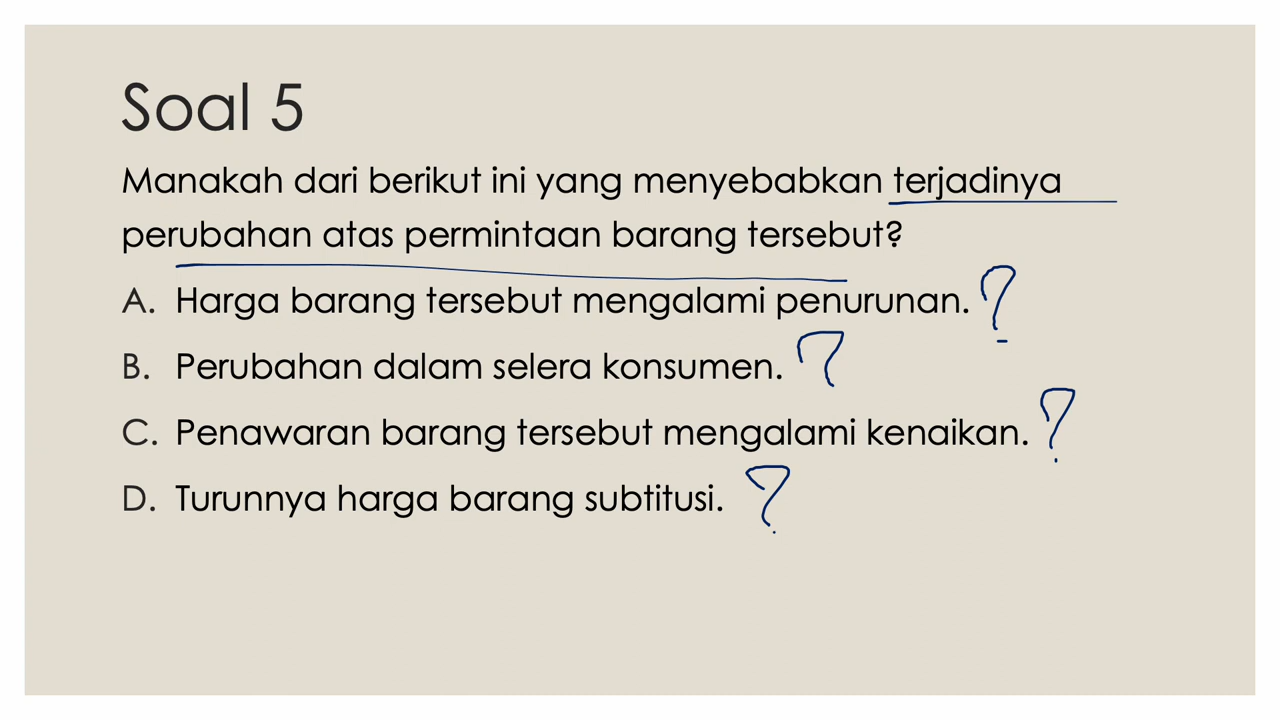 Soal 5
Manakah dari berikut ini yang menyebabkan terjadinya
perubahan atas permintaan barang tersebut?
A. Harga barang tersebut mengalami penurunan. ?
B. Perubahan dalam selera konsumen. ?
C. Penawaran barang tersebut mengalami kenaikan. ?
D. Turunnya harga barang subtitusi. ?